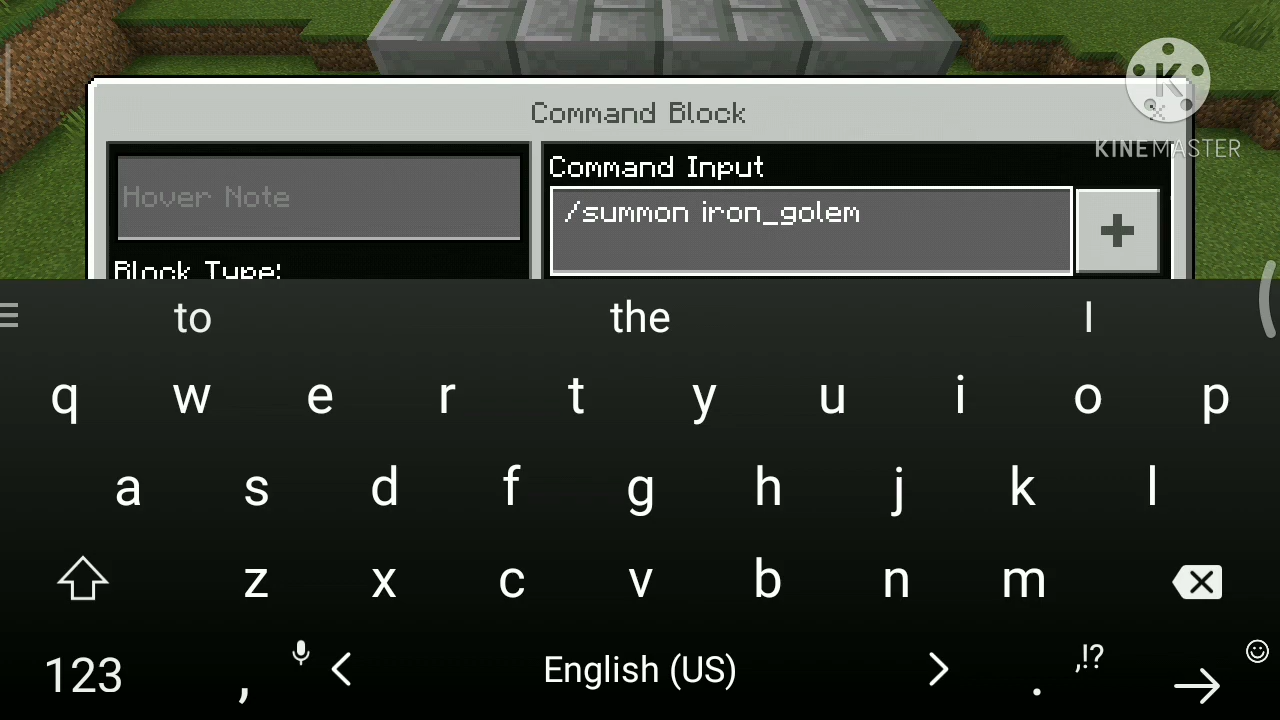 Command Block
Hover Note
Block Type:
Command Input
/summon iron_golem
+
K
KINEMASTER
to the I
q w e r t y u i o p
a s d f g h j k l
z x c v b n m
123 , English (US) . ,!?